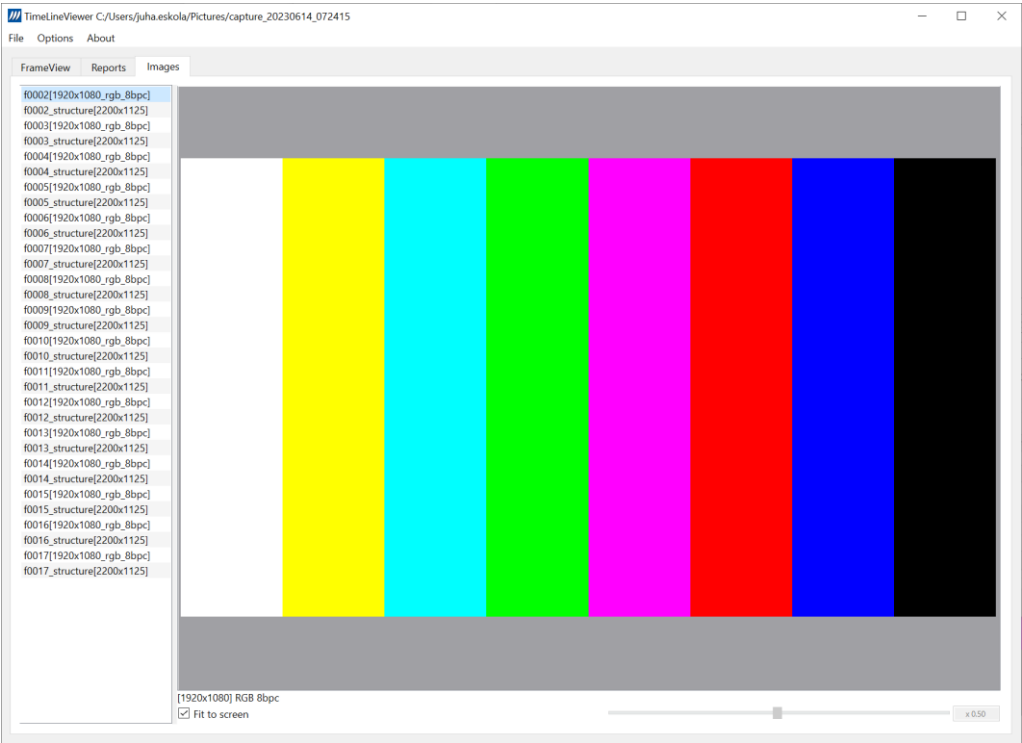 TimeLineViewer C:/Users/juha.eskola/Pictures/capture_20230614_072415
File Options About
FrameView Reports Images
f0002[1920x1080_rgb_8bpc]
f0002_structure[2200x1125]
f0003[1920x1080_rgb_8bpc]
f0003_structure[2200x1125]
f0004[1920x1080_rgb_8bpc]
f0004_structure[2200x1125]
f0005[1920x1080_rgb_8bpc]
f0005_structure[2200x1125]
f0006[1920x1080_rgb_8bpc]
f0006_structure[2200x1125]
f0007[1920x1080_rgb_8bpc]
f0007_structure[2200x1125]
f0008[1920x1080_rgb_8bpc]
f0008_structure[2200x1125]
f0009[1920x1080_rgb_8bpc]
f0009_structure[2200x1125]
f0010[1920x1080_rgb_8bpc]
f0010_structure[2200x1125]
f0011[1920x1080_rgb_8bpc]
f0011_structure[2200x1125]
f0012[1920x1080_rgb_8bpc]
f0012_structure[2200x1125]
f0013[1920x1080_rgb_8bpc]
f0013_structure[2200x1125]
f0014[1920x1080_rgb_8bpc]
f0014_structure[2200x1125]
f0015[1920x1080_rgb_8bpc]
f0015_structure[2200x1125]
f0016[1920x1080_rgb_8bpc]
f0016_structure[2200x1125]
f0017[1920x1080_rgb_8bpc]
f0017_structure[2200x1125]
[1920x1080] RGB 8bpc
Fit to screen
x 0.50